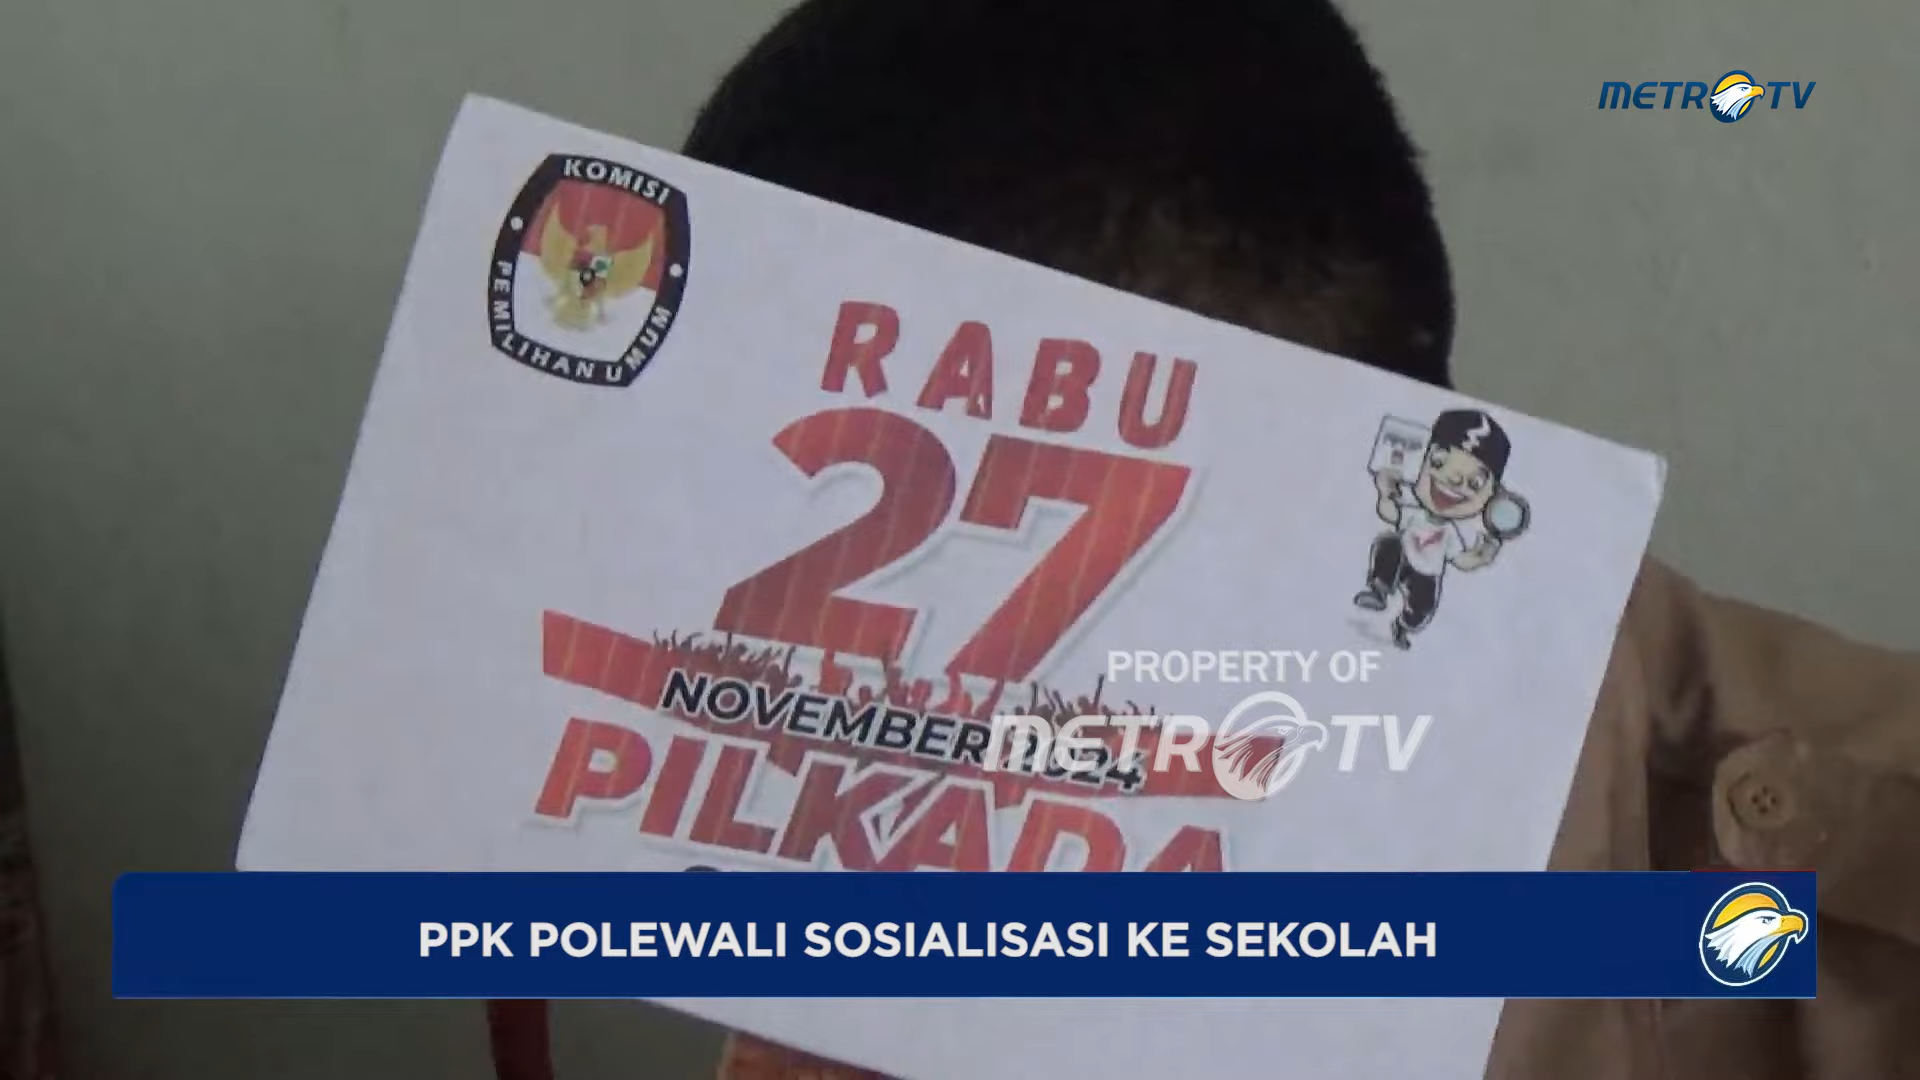 METRO TV
KOMISI
PEMILIHAN UMUM
RABU
27
NOVEMBER 2024
PILKADA
PROPERTY OF
METRO TV
PPK POLEWALI SOSIALISASI KE SEKOLAH